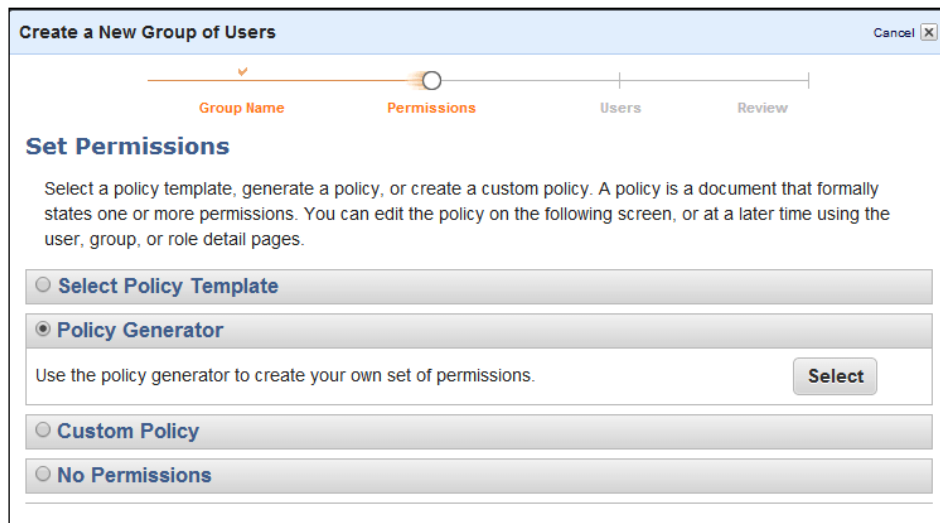 Create a New Group of Users
Cancel
Group Name
Permissions
Users
Review
Set Permissions
Select a policy template, generate a policy, or create a custom policy. A policy is a document that formally
states one or more permissions. You can edit the policy on the following screen, or at a later time using the
user, group, or role detail pages.
Select Policy Template
Policy Generator
Use the policy generator to create your own set of permissions.
Select
Custom Policy
No Permissions